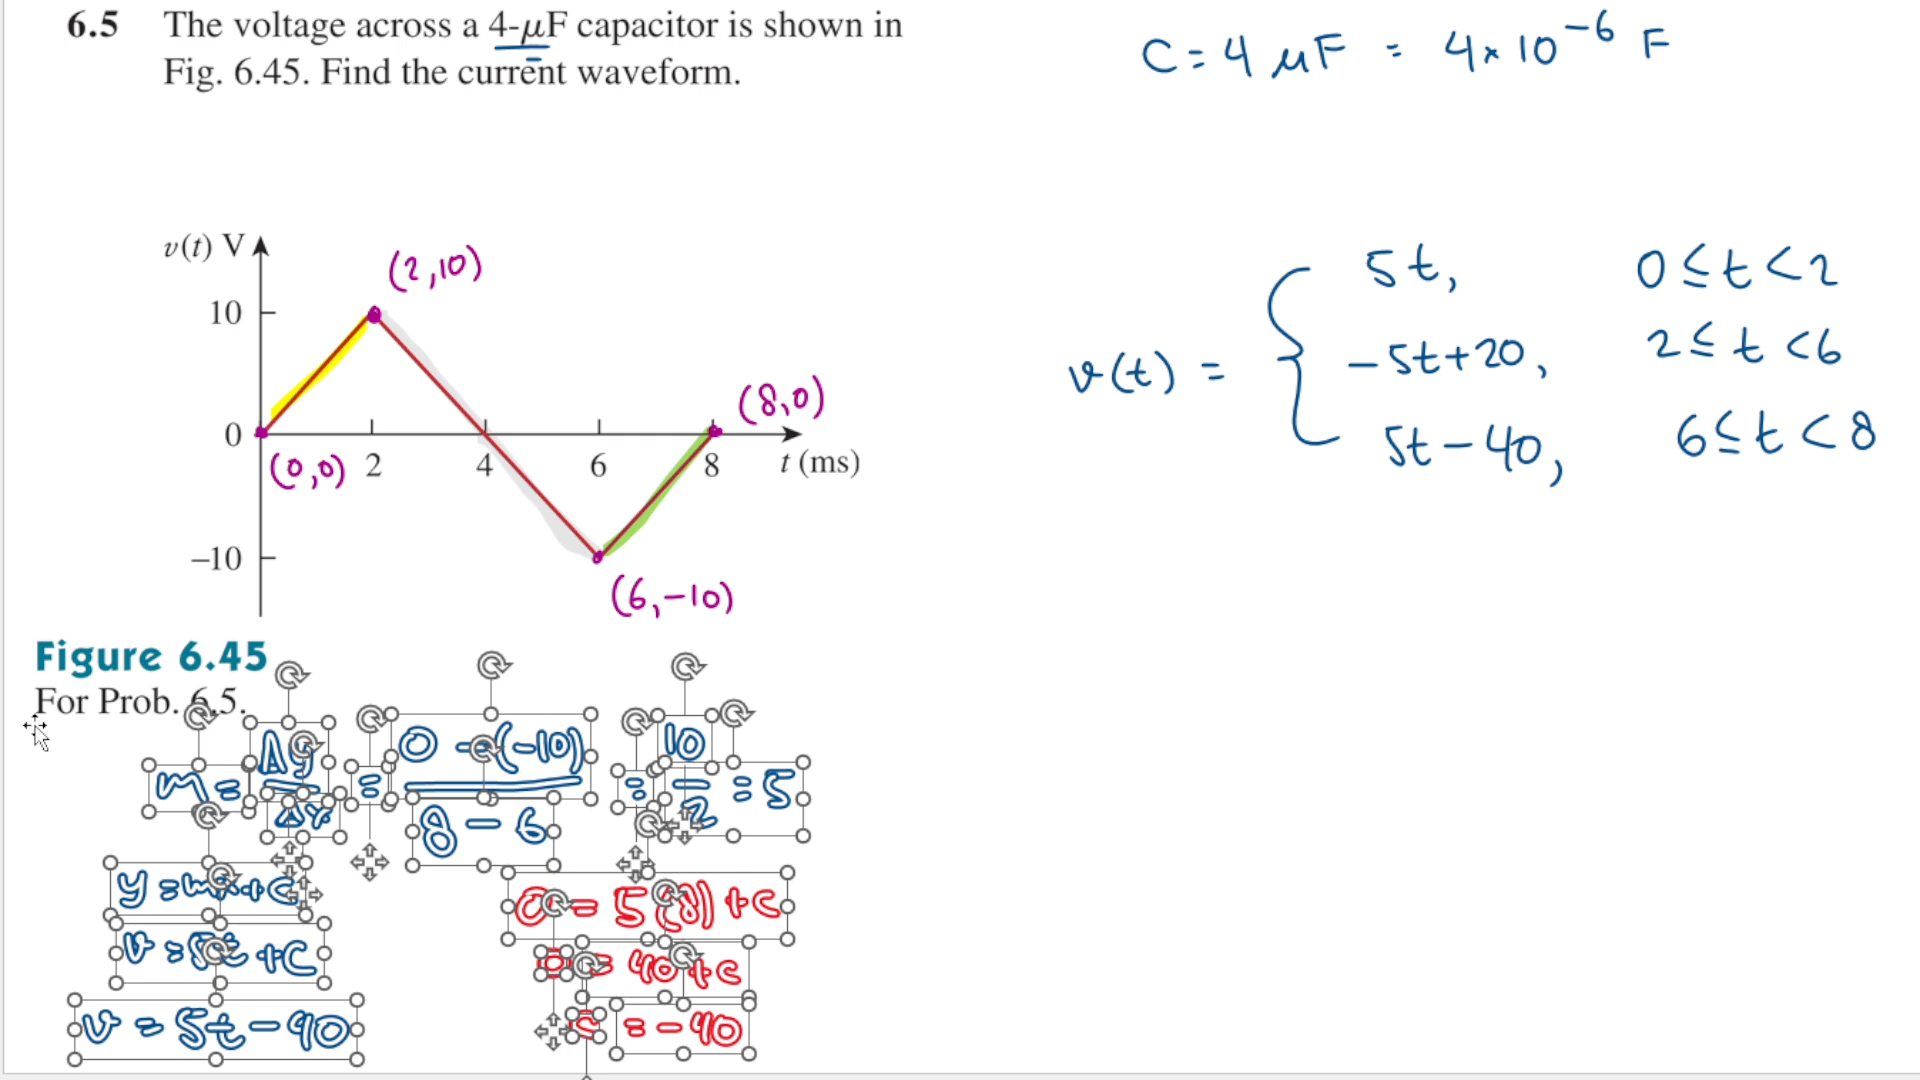 6.5 The voltage across a 4-μF capacitor is shown in
Fig. 6.45. Find the current waveform.
C = 4 μF = 4×10⁻⁶ F
v(t) V
(2,10)
10
0
-10
(0,0)
2
4
6
8
t (ms)
(8,0)
(6,-10)
v(t) = {
5t, 0≤t<2
-5t+20, 2≤t<6
5t-40, 6≤t<8
Figure 6.45
For Prob. 6.5.
m = Δy/Δx = 0-(-10)/8-6 = 10/2 = 5
y = mx+c
v = 5t+c
v = 5t-40
0 = 5(8)+c
0 = 40+c
c = -40